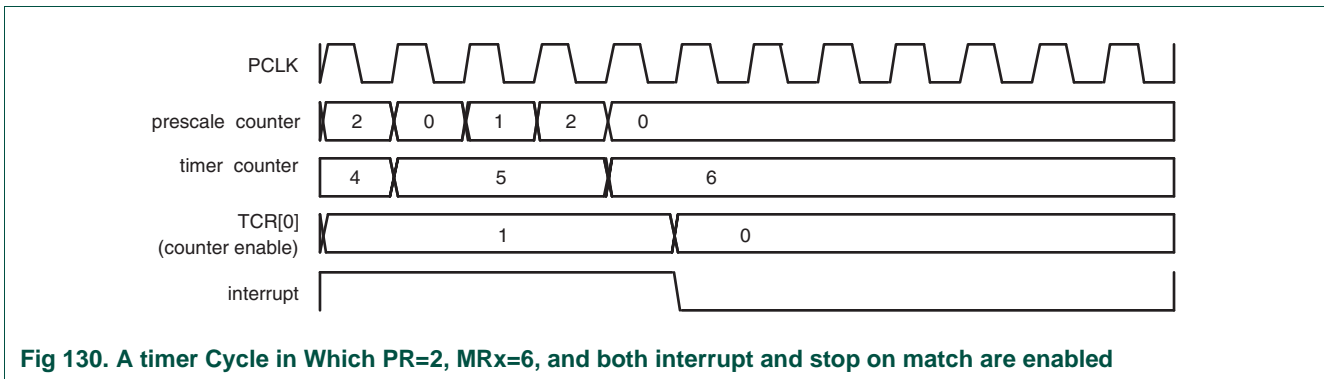 PCLK
prescale counter 2 0 1 2 0
timer counter 4 5 6
TCR[0] 1 0
(counter enable)
interrupt
Fig 130. A timer Cycle in Which PR=2, MRx=6, and both interrupt and stop on match are enabled